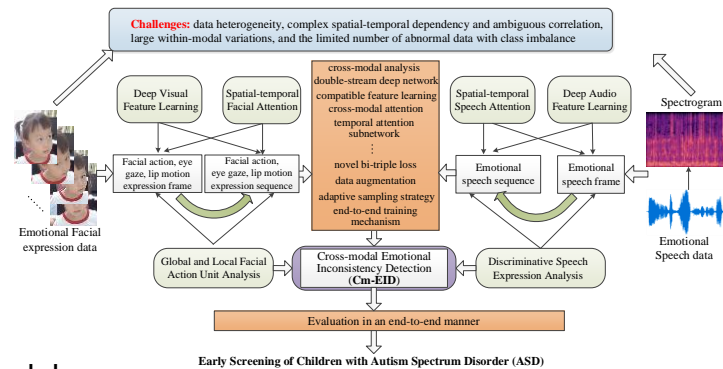 Challenges: data heterogeneity, complex spatial-temporal dependency and ambiguous correlation,
large within-modal variations, and the limited number of abnormal data with class imbalance
Deep Visual
Feature Learning
Spatial-temporal
Facial Attention
cross-modal analysis
double-stream deep network
compatible feature learning
cross-modal attention
temporal attention
subnetwork
⋮
novel bi-triple loss
data augmentation
adaptive sampling strategy
end-to-end training
mechanism
Spatial-temporal
Speech Attention
Deep Audio
Feature Learning
Spectrogram
Facial action, eye
gaze, lip motion
expression frame
Facial action,
eye gaze, lip motion
expression sequence
Emotional
speech sequence
Emotional
speech frame
Emotional Facial
expression data
Emotional
Speech data
Global and Local Facial
Action Unit Analysis
Cross-modal Emotional
Inconsistency Detection
(Cm-EID)
Discriminative Speech
Expression Analysis
Evaluation in an end-to-end manner
Early Screening of Children with Autism Spectrum Disorder (ASD)